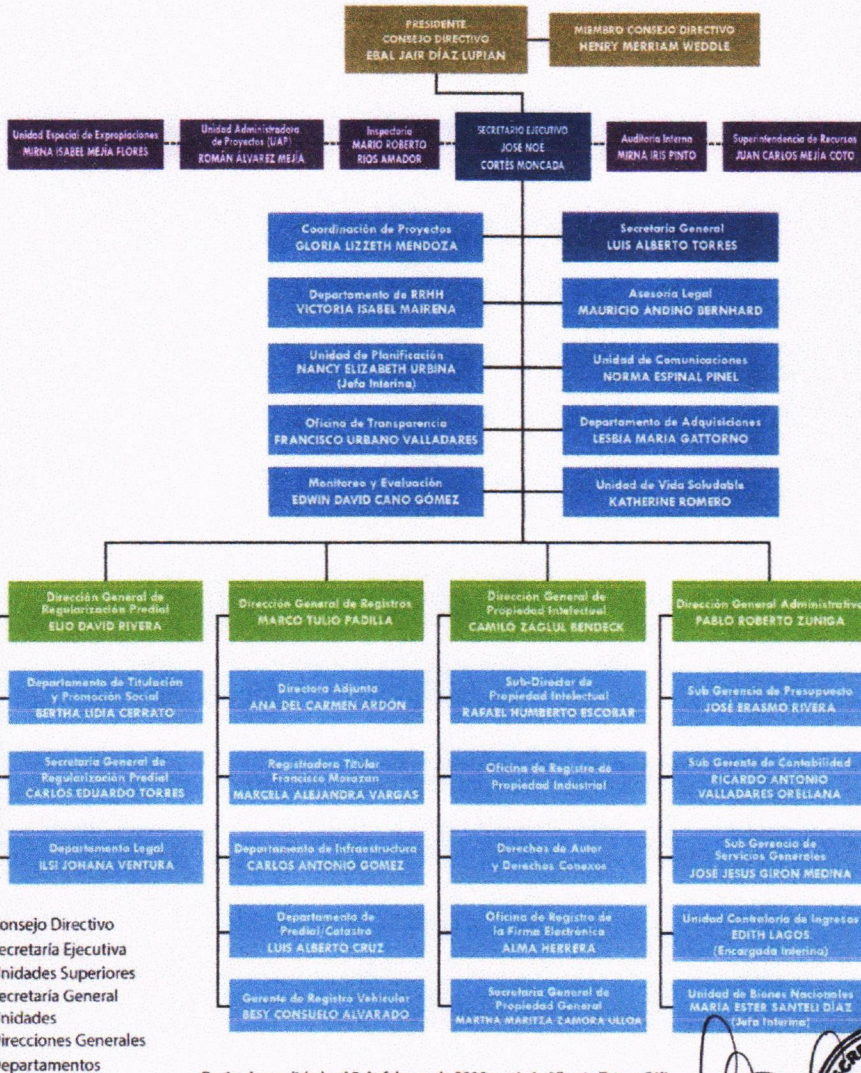 PRESIDENTE
CONSEJO DIRECTIVO
EBAL JAIR DÍAZ LUPIAN
MIEMBRO CONSEJO DIRECTIVO
HENRY MERRIAM WEDDLE
Unidad Especial de Expropiaciones
MIRNA ISABEL MEJÍA FLORES
Unidad Administradora
de Proyectos (UAP)
ROMÁN ÁLVAREZ MEJÍA
Inspectoria
MARIO ROBERTO
RIOS AMADOR
SECRETARIO EJECUTIVO
JOSE NOE
CORTÉS MONCADA
Auditoria Interna
MIRNA IRIS PINTO
Superintendencia de Recursos
JUAN CARLOS MEJÍA COTO
Coordinación de Proyectos
GLORIA LIZZETH MENDOZA
Secretaría General
LUIS ALBERTO TORRES
Departamento de RRHH
VICTORIA ISABEL MAIRENA
Asesoría Legal
MAURICIO ANDINO BERNHARD
Unidad de Planificación
NANCY ELIZABETH URBINA
(Jefa Interina)
Unidad de Comunicaciones
NORMA ESPINAL PINEL
Oficina de Transparencia
FRANCISCO URBANO VALLADARES
Departamento de Adquisiciones
LESBIA MARIA GATTORNO
Monitoreo y Evaluación
EDWIN DAVID CANO GÓMEZ
Unidad de Vida Saludable
KATHERINE ROMERO
Dirección General de
Regularización Predial
ELIO DAVID RIVERA
Departamento de Titulación
y Promoción Social
BERTHA LIDIA CERRATO
Secretaria General de
Regularización Predial
CARLOS EDUARDO TORRES
Departamento Legal
ILSI JOHANA VENTURA
Dirección General de Registros
MARCO TULIO PADILLA
Directora Adjunta
ANA DEL CARMEN ARDÓN
Registradora Titular
Francisco Morazan
MARCELA ALEJANDRA VARGAS
Departamento de Infraestructura
CARLOS ANTONIO GOMEZ
Departamento de
Predial/Catastro
LUIS ALBERTO CRUZ
Gerente de Registro Vehicular
BESY CONSUELO ALVARADO
Dirección General de
Propiedad Intelectual
CAMILO ZAGLUL BENDECK
Sub-Director de
Propiedad Intelectual
RAFAEL HUMBERTO ESCOBAR
Oficina de Registro de
Propiedad Industrial
Derechos de Autor
y Derechos Conexos
Oficina de Registro de
la Firma Electrónica
ALMA HERRERA
Secretaria General de
Propiedad General
MARTHA MARITZA ZAMORA ULLOA
Dirección General Administrativa
PABLO ROBERTO ZUNIGA
Sub Gerencia de Presupuesto
JOSÉ ERASMO RIVERA
Sub Gerente de Contabilidad
RICARDO ANTONIO
VALLADARES ORELLANA
Sub Gerencia de
Servicios Generales
JOSE JESUS GIRON MEDINA
Unidad Contraloría de Ingresos
EDITH LAGOS
(Encargada Interina)
Unidad de Bienes Nacionales
MARIA ESTER SANTELI DÍAZ
(Jefa Interina)
onsejo Directivo
ecretaría Ejecutiva
nidades Superiores
ecretaría General
nidades
irecciones Generales
epartamentos